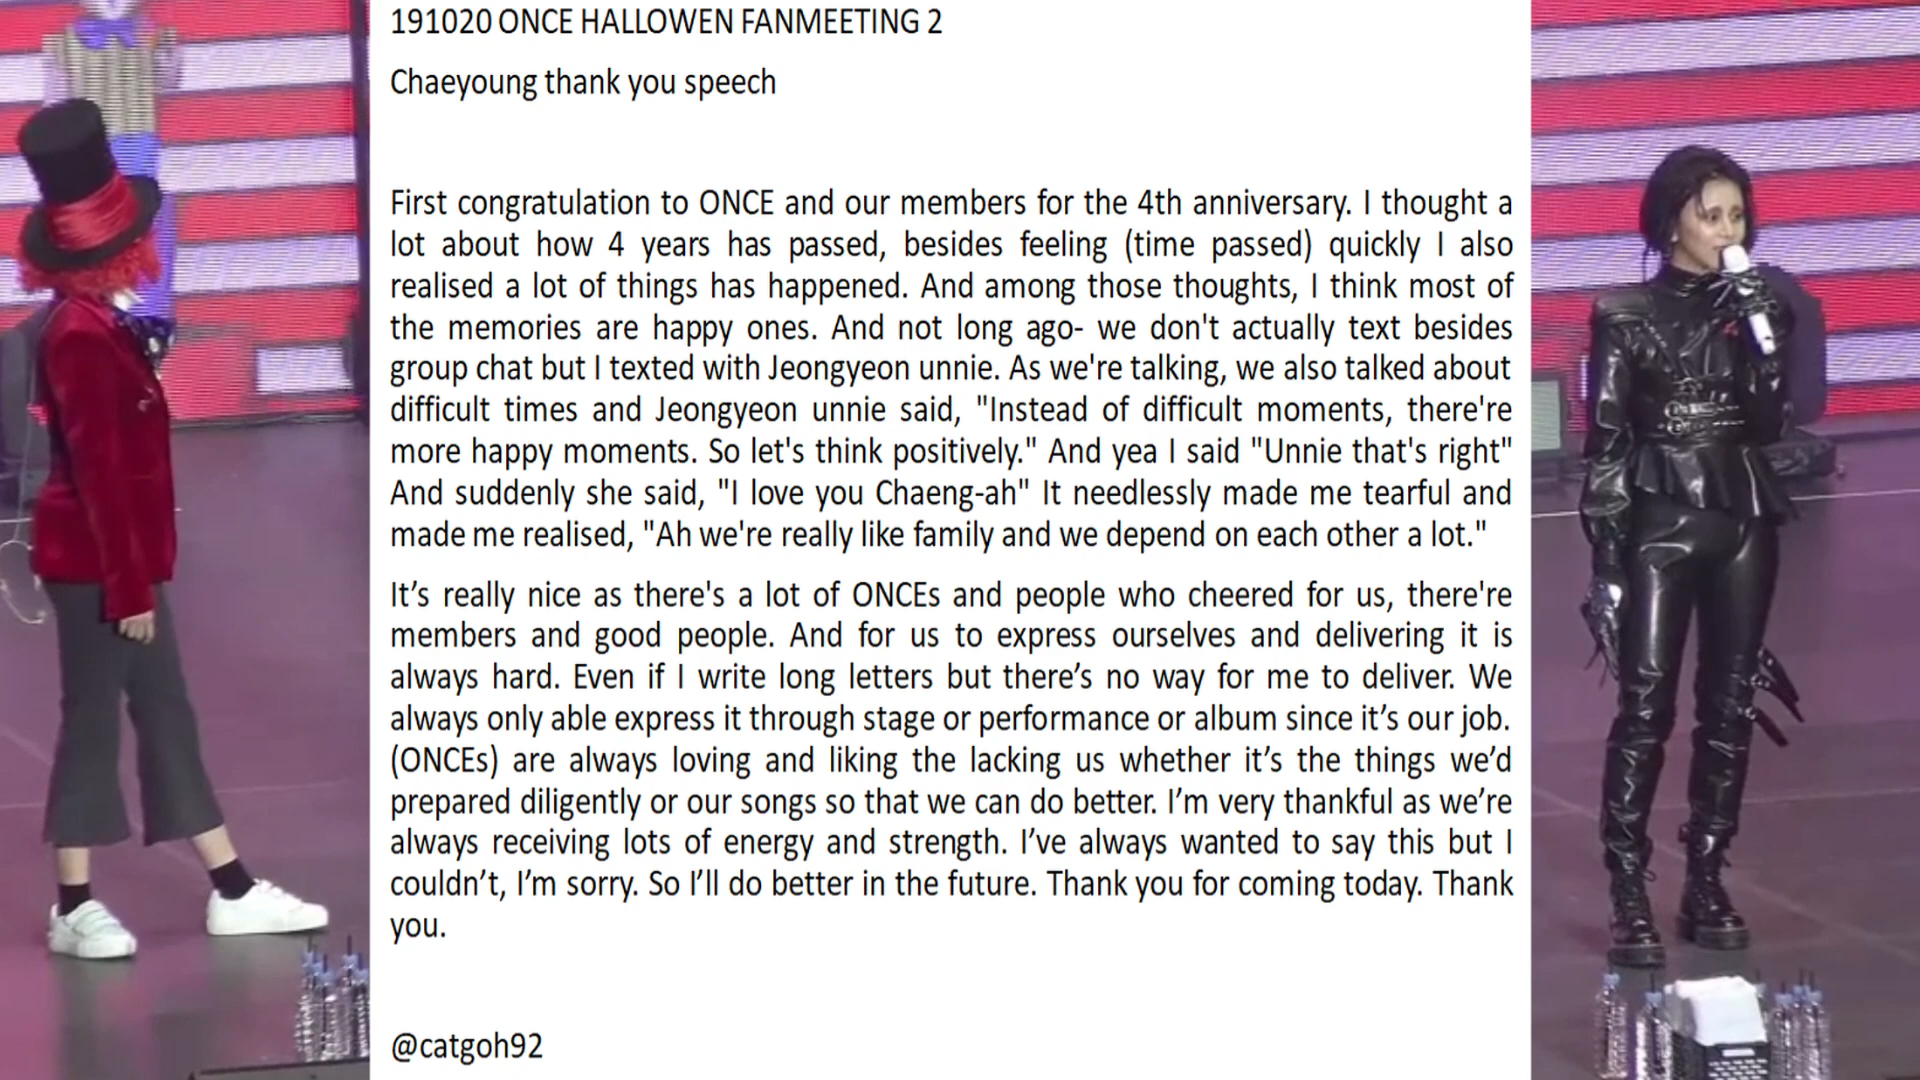 191020 ONCE HALLOWEN FANMEETING 2
Chaeyoung thank you speech
First congratulation to ONCE and our members for the 4th anniversary. I thought a
lot about how 4 years has passed, besides feeling (time passed) quickly I also
realised a lot of things has happened. And among those thoughts, I think most of
the memories are happy ones. And not long ago- we don't actually text besides
group chat but I texted with Jeongyeon unnie. As we're talking, we also talked about
difficult times and Jeongyeon unnie said, "Instead of difficult moments, there're
more happy moments. So let's think positively." And yea I said "Unnie that's right"
And suddenly she said, "I love you Chaeng-ah" It needlessly made me tearful and
made me realised, "Ah we're really like family and we depend on each other a lot."
It’s really nice as there's a lot of ONCEs and people who cheered for us, there're
members and good people. And for us to express ourselves and delivering it is
always hard. Even if I write long letters but there’s no way for me to deliver. We
always only able express it through stage or performance or album since it’s our job.
(ONCEs) are always loving and liking the lacking us whether it’s the things we’d
prepared diligently or our songs so that we can do better. I’m very thankful as we’re
always receiving lots of energy and strength. I’ve always wanted to say this but I
couldn’t, I’m sorry. So I’ll do better in the future. Thank you for coming today. Thank
you.
@catgoh92